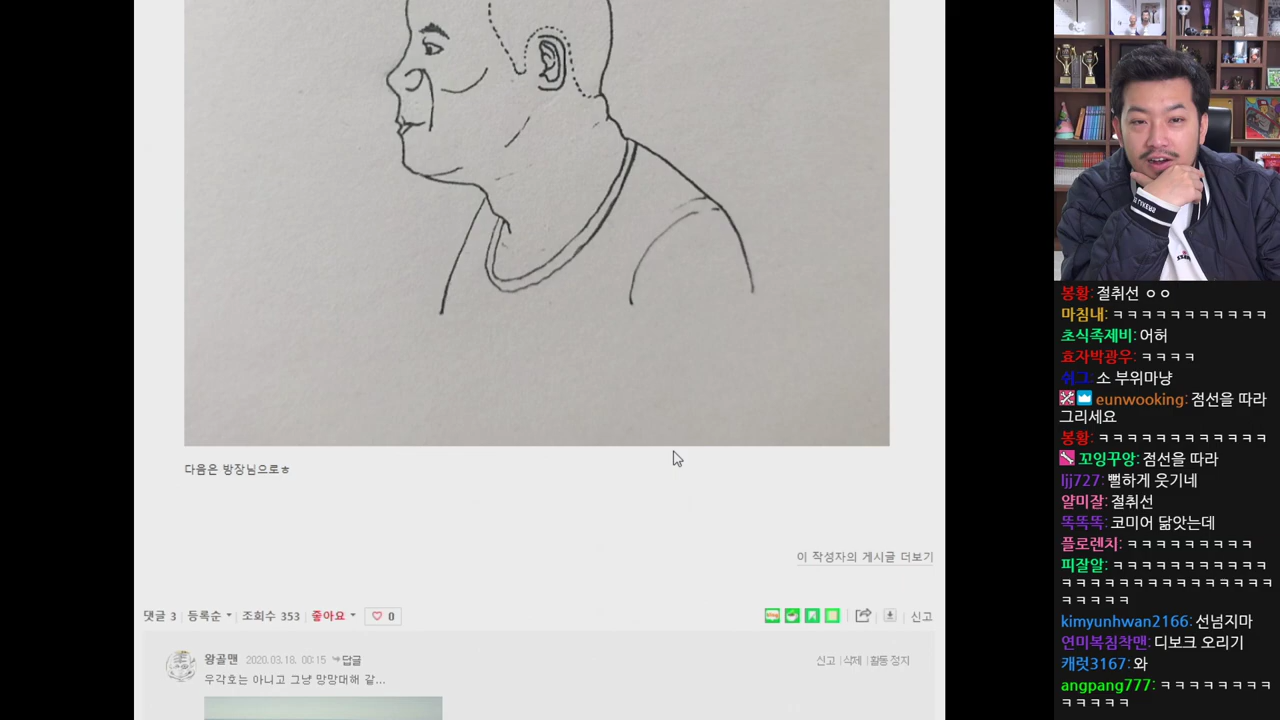 다음은 방장님으로ㅎ
이 작성자의 게시글 더보기
댓글 3 등록순 조회수 353 좋아요 0
신고
왕골맨 2020.03.18. 00:15 답글
신고 | 삭제 | 활동정지
우각호는 아니고 그냥 망망대해 같...
봉황: 절취선 ㅇㅇ
마침내: ㅋㅋㅋㅋㅋㅋㅋㅋㅋㅋㅋ
초식족제비: 어허
효자박광우: ㅋㅋㅋㅋ
쉬그: 소 부위마냥
eunwooking: 점선을 따라
그리세요
봉황: ㅋㅋㅋㅋㅋㅋㅋㅋㅋㅋㅋㅋ
꼬잉꾸앙: 점선을 따라
ljj727: 뻘하게 웃기네
얄미잘: 절취선
똑똑똑: 코미어 닮앗는데
플로렌치: ㅋㅋㅋㅋㅋㅋㅋㅋㅋ
피잘알: ㅋㅋㅋㅋㅋㅋㅋㅋㅋㅋㅋ
ㅋㅋㅋㅋㅋㅋㅋㅋㅋㅋㅋㅋㅋㅋㅋ
ㅋㅋㅋㅋㅋ
kimyunhwan2166: 선넘지마
연미복침착맨: 디보크 오리기
캐럿3167: 와
angpang777: ㅋㅋㅋㅋㅋㅋㅋㅋ
ㅋㅋㅋㅋㅋ